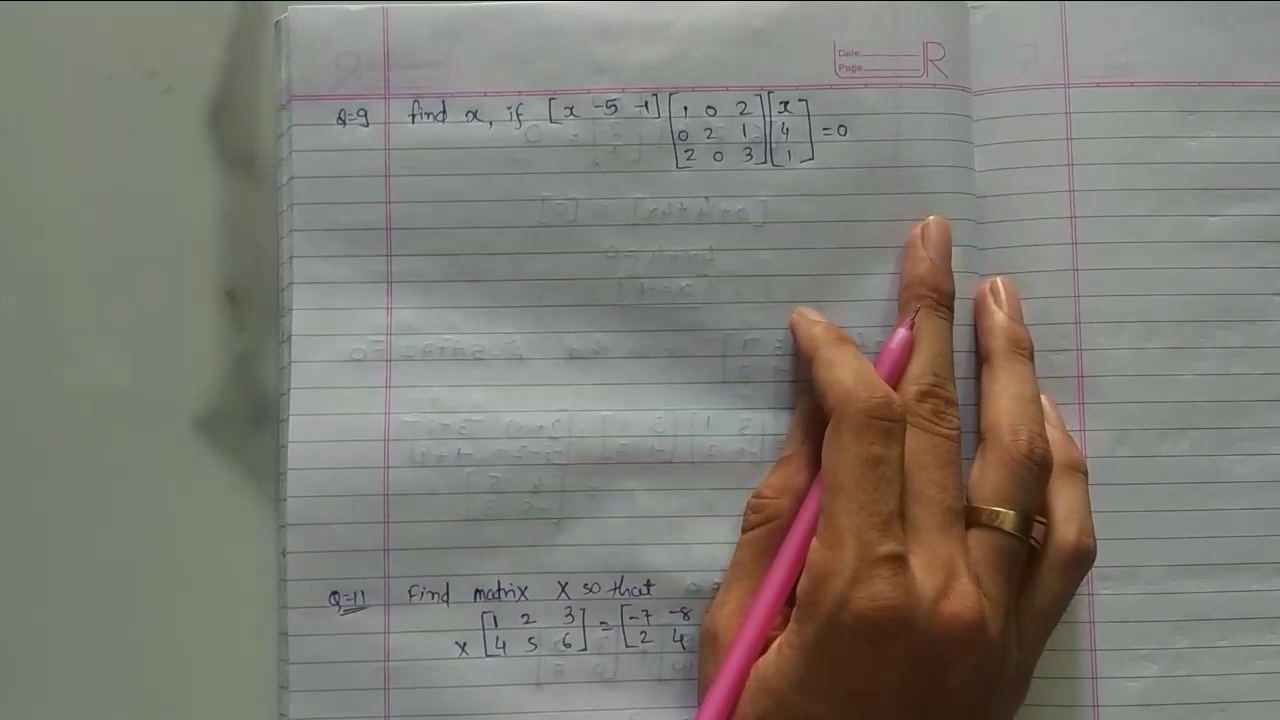 Date
Page R
Q=9 find x, if [x -5 -1] [1 0 2 [x
0 2 1 4 = 0
2 0 3] 1]
Q=11 Find matrix X so that
X [1 2 3 = [-7 -8
4 5 6] 2 4